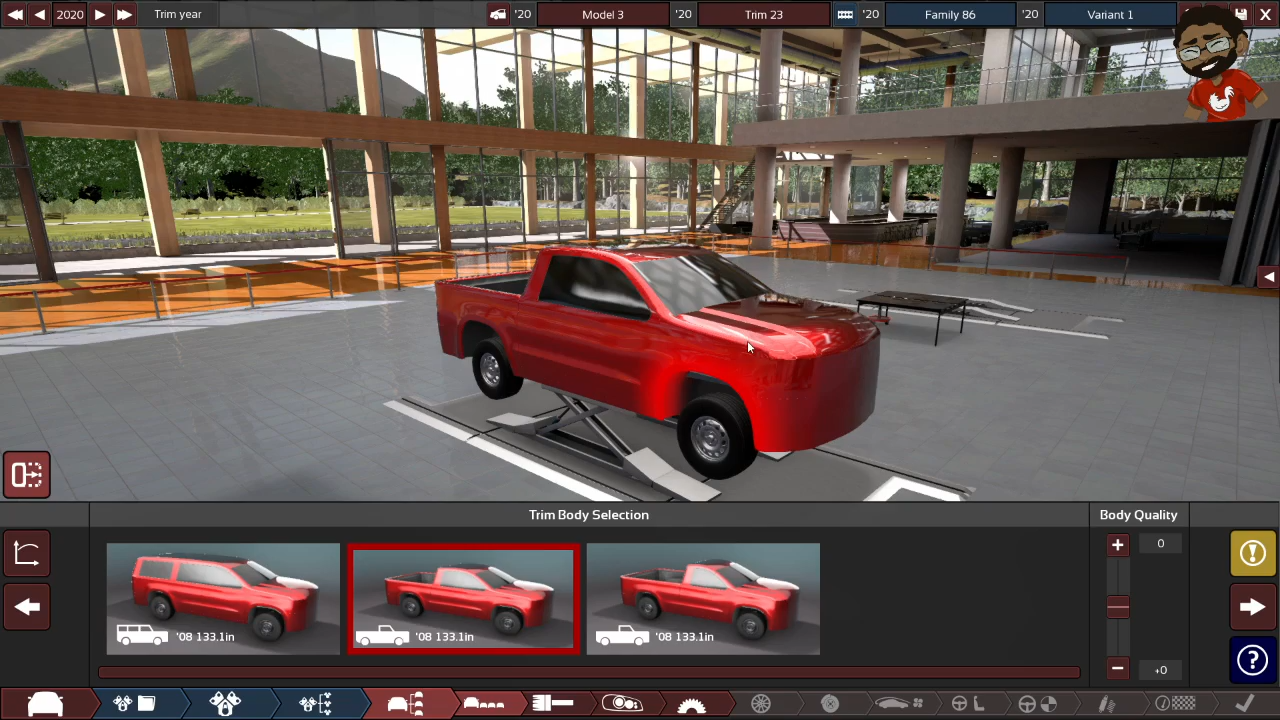 2020 Trim year '20 Model 3 '20 Trim 23 '20 Family 86 '20 Variant 1 X
Trim Body Selection
Body Quality
+ 0
'08 133.1in
'08 133.1in
'08 133.1in
- +0
?